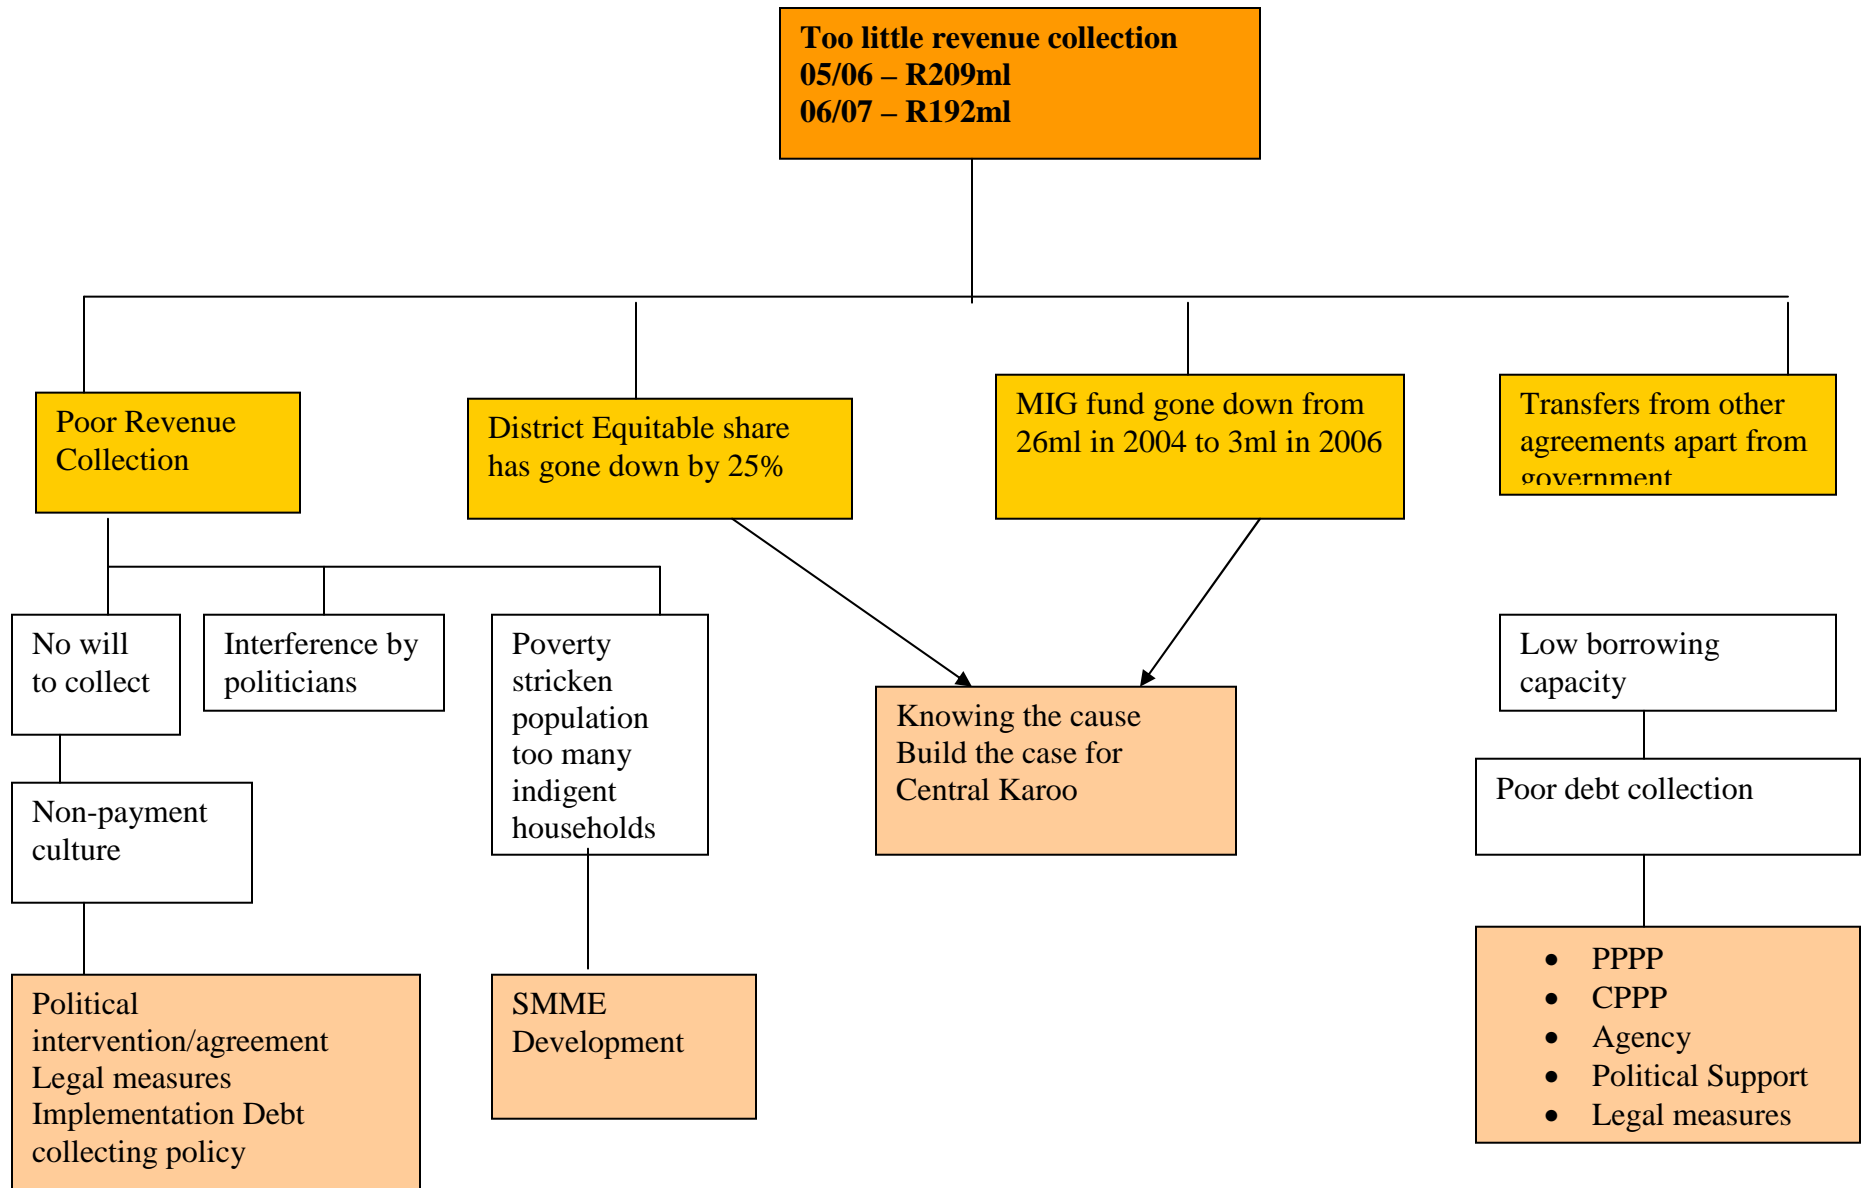 Too little revenue collection
05/06 – R209ml
06/07 – R192ml
Poor Revenue
Collection
District Equitable share
has gone down by 25%
MIG fund gone down from
26ml in 2004 to 3ml in 2006
Transfers from other
agreements apart from
government
No will
to collect
Interference by
politicians
Poverty
stricken
population
too many
indigent
households
Low borrowing
capacity
Knowing the cause
Build the case for
Central Karoo
Non-payment
culture
Poor debt collection
Political
intervention/agreement
Legal measures
Implementation Debt
collecting policy
SMME
Development
• PPPP
• CPPP
• Agency
• Political Support
• Legal measures